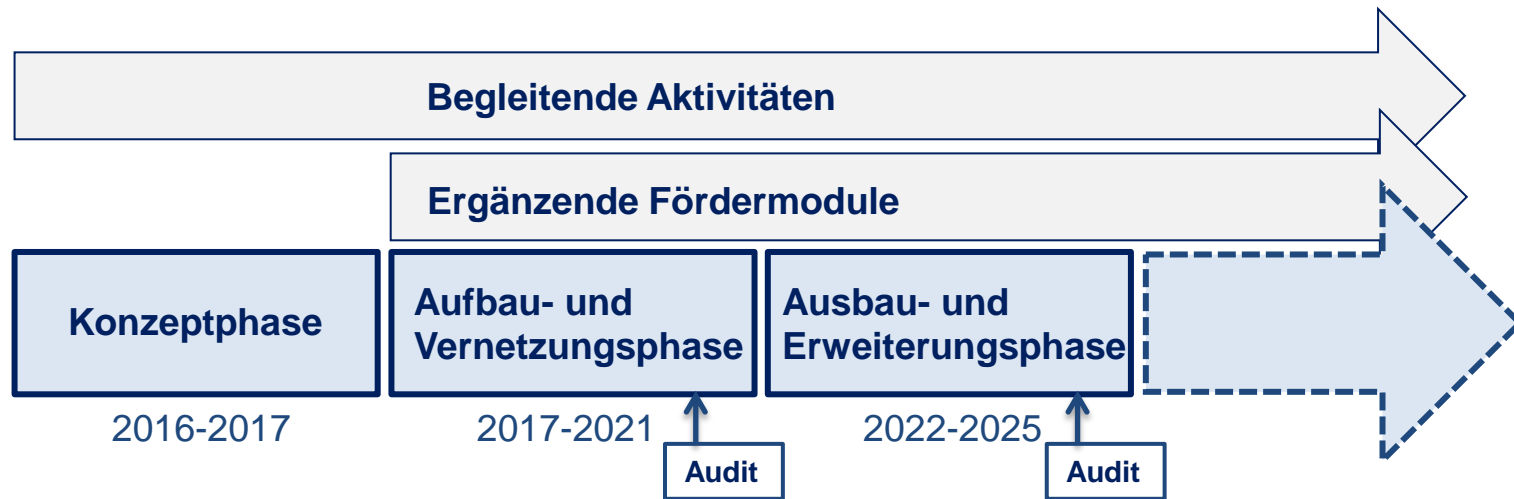 Begleitende Aktivitäten
Ergänzende Fördermodule
Konzeptphase
Aufbau- und
Vernetzungsphase
Ausbau- und
Erweiterungsphase
2016-2017
2017-2021
2022-2025
Audit
Audit